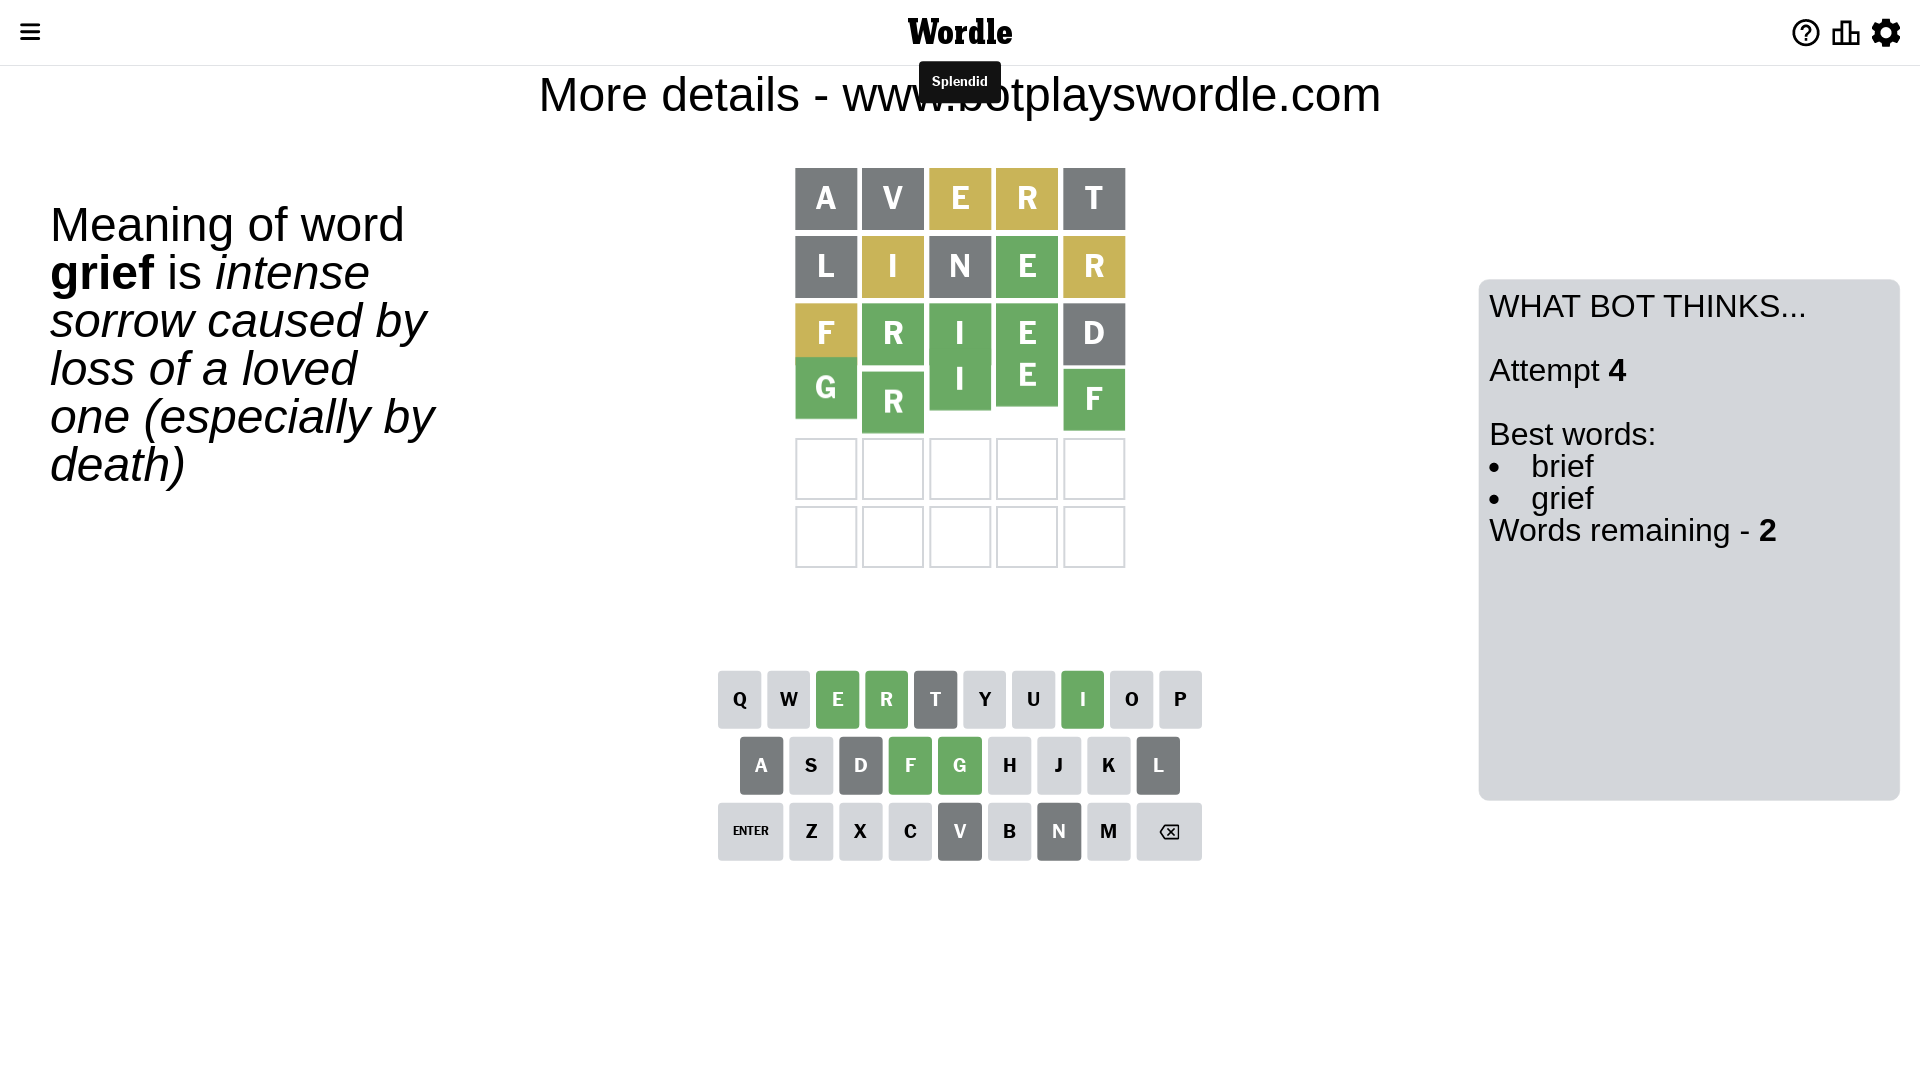 Wordle
Splendid
More details - www.botplayswordle.com
Meaning of word
grief is intense
sorrow caused by
loss of a loved
one (especially by
death)
A V E R T
L I N E R
F R I E D
G R I E F
WHAT BOT THINKS...
Attempt 4
Best words:
• brief
• grief
Words remaining - 2
Q W E R T Y U I O P
A S D F G H J K L
ENTER Z X C V B N M